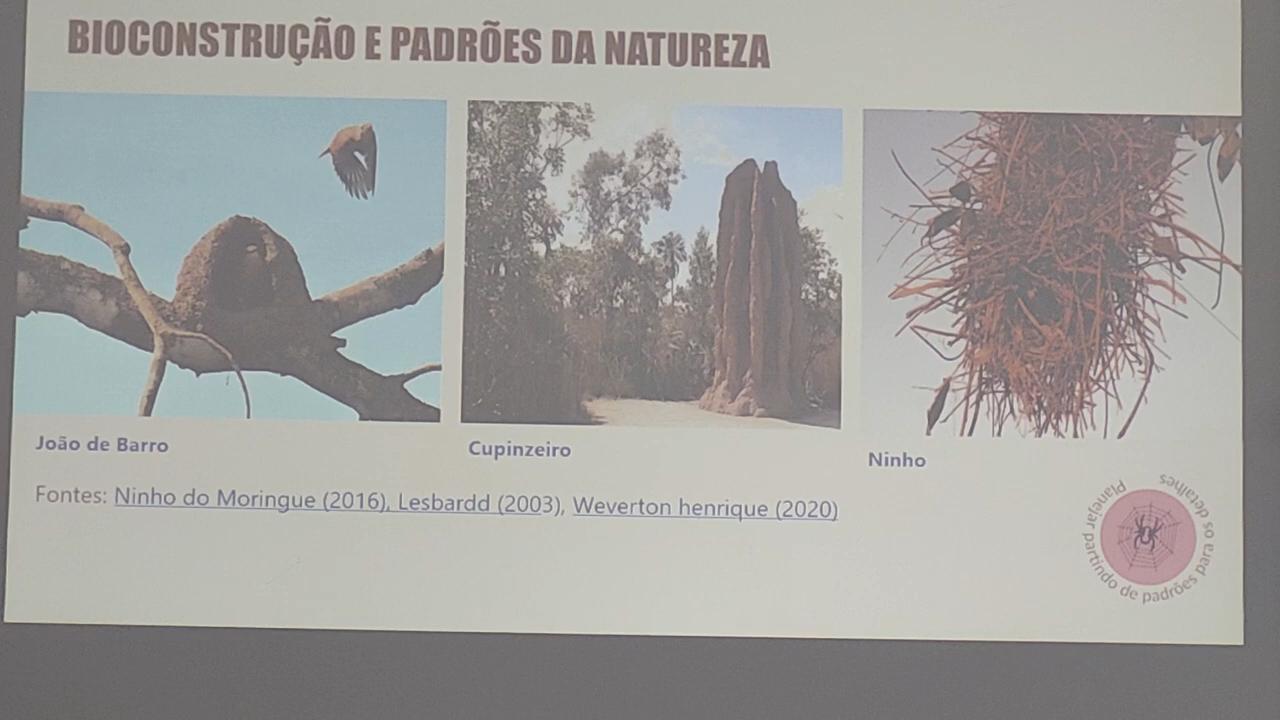 BIOCONSTRUÇÃO E PADRÕES DA NATUREZA
João de Barro
Cupinzeiro
Ninho
Fontes: Ninho do Moringue (2016), Lesbardd (2003), Weverton henrique (2020)
Planejar partindo de padrões para os detalhes